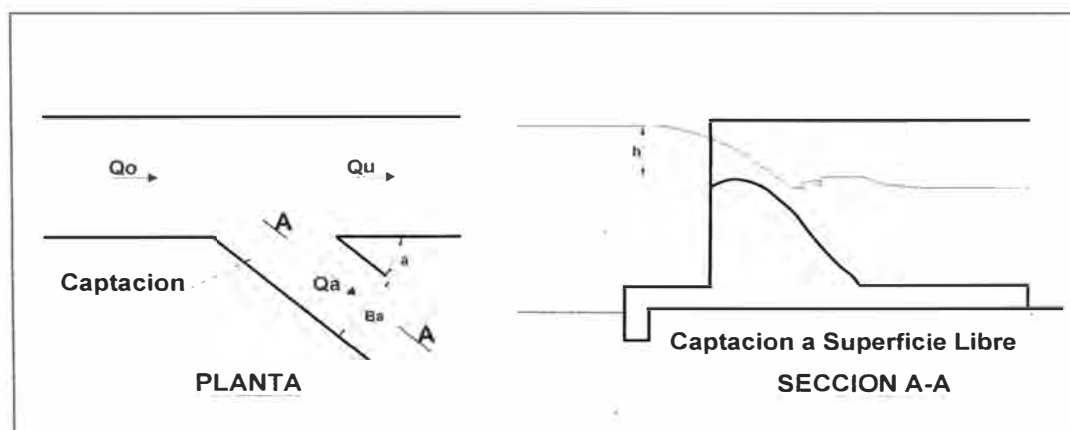 Qo
Qu
A
a
Captacion
Qa
Ba
A
PLANTA
h
Captacion a Superficie Libre
SECCION A-A